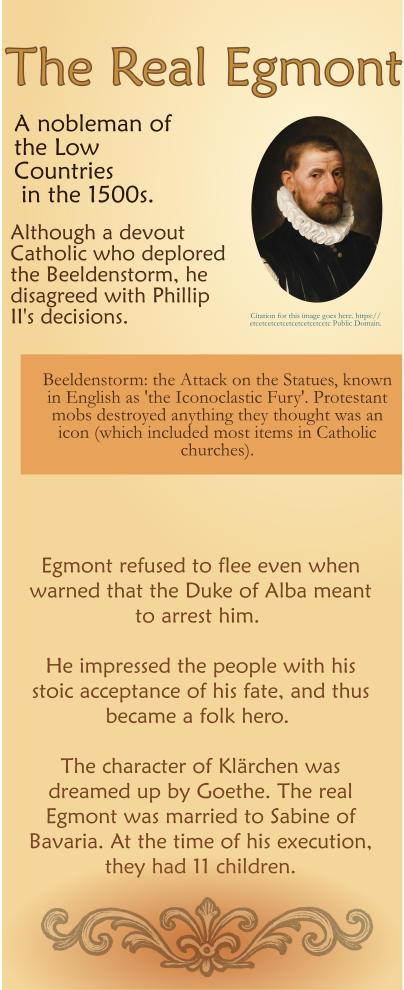 The Real Egmont
A nobleman of
the Low
Countries
in the 1500s.
Although a devout
Catholic who deplored
the Beeldenstorm, he
disagreed with Phillip
II's decisions.
Citation for this image goes here. https://
etcetcetcetcetcetcetcetc Public Domain.
Beeldenstorm: the Attack on the Statues, known
in English as 'the Iconoclastic Fury'. Protestant
mobs destroyed anything they thought was an
icon (which included most items in Catholic
churches).
Egmont refused to flee even when
warned that the Duke of Alba meant
to arrest him.
He impressed the people with his
stoic acceptance of his fate, and thus
became a folk hero.
The character of Klärchen was
dreamed up by Goethe. The real
Egmont was married to Sabine of
Bavaria. At the time of his execution,
they had 11 children.